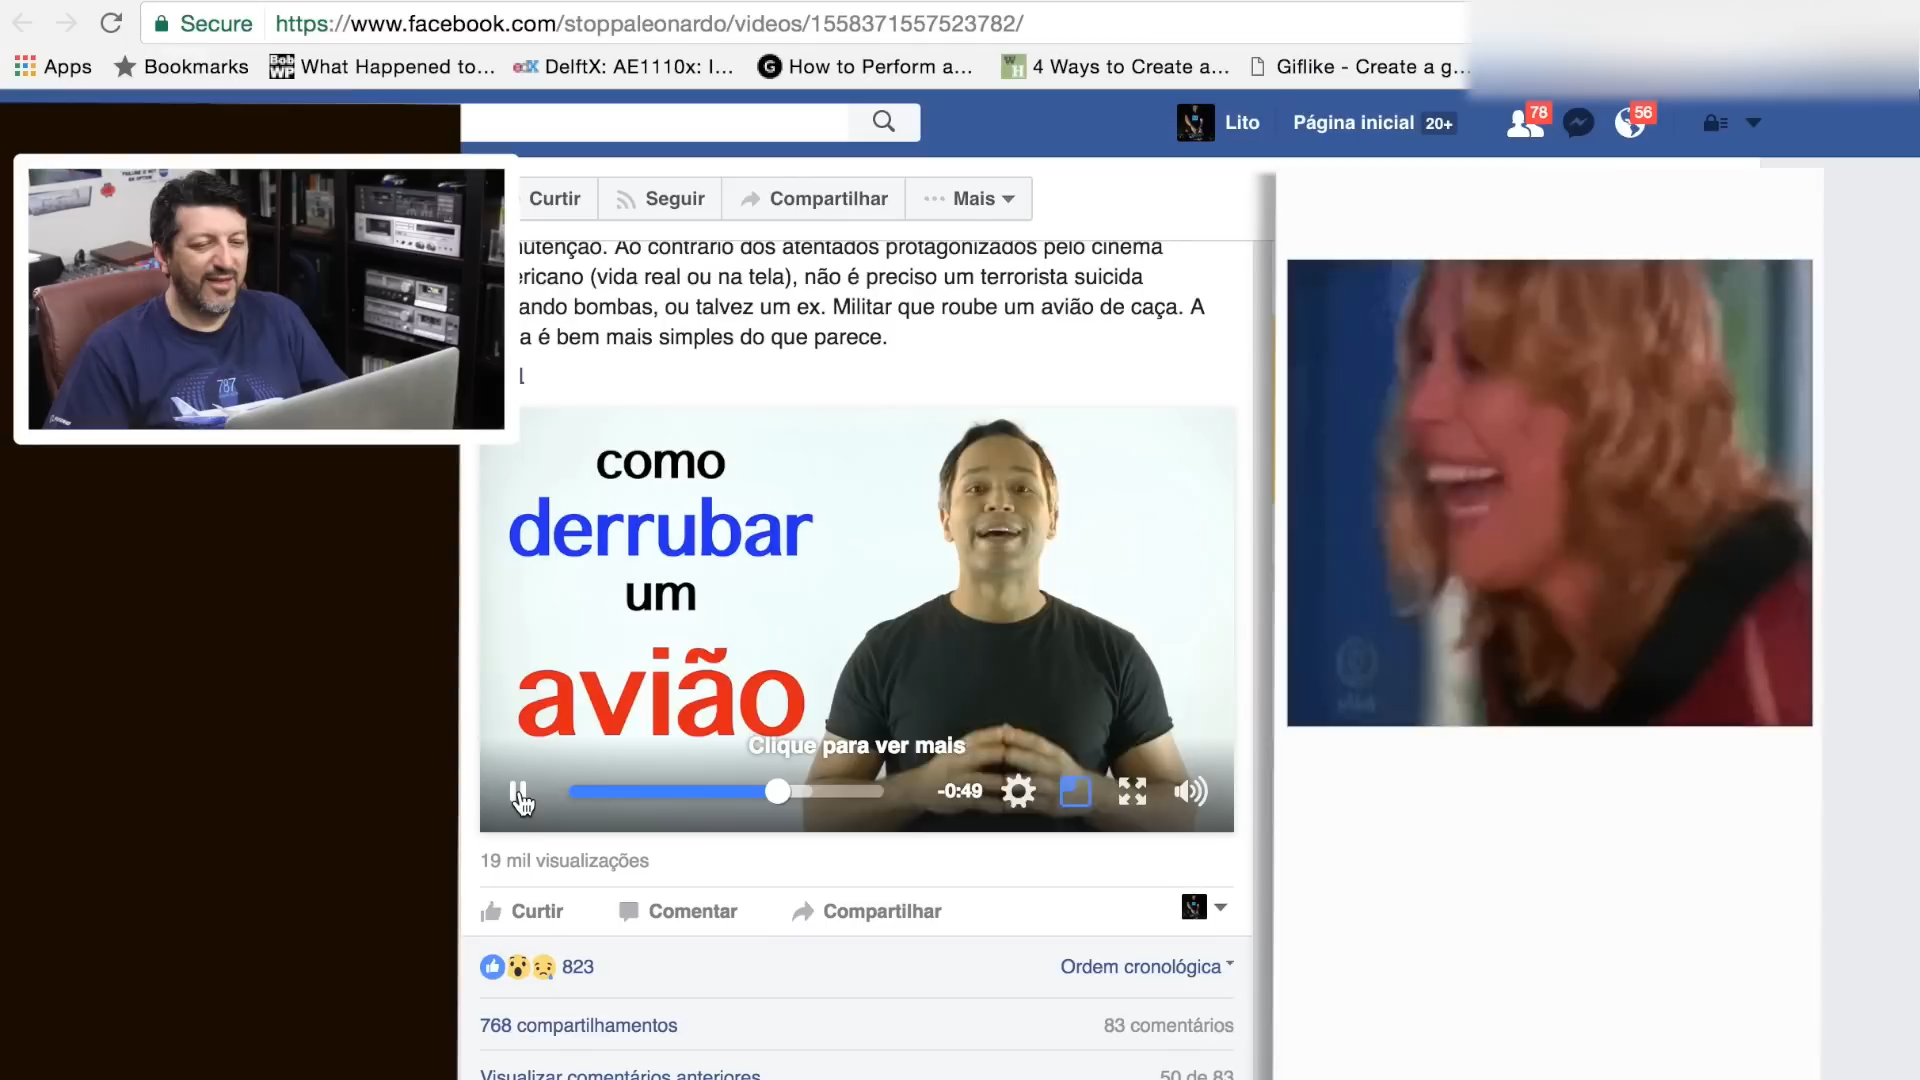 Secure https://www.facebook.com/stoppaleonardo/videos/1558371557523782/
Apps Bookmarks What Happened to... DelftX: AE1110x: I... How to Perform a... 4 Ways to Create a... Giflike - Create a g...
Lito Página inicial 20+ 78 56
Curtir Seguir Compartilhar Mais
utenção. Ao contrário dos atentados protagonizados pelo cinema
ericano (vida real ou na tela), não é preciso um terrorista suicida
ando bombas, ou talvez um ex. Militar que roube um avião de caça. A
a é bem mais simples do que parece.
787
como
derrubar
um
avião
Clique para ver mais
-0:49
19 mil visualizações
Curtir Comentar Compartilhar
823 Ordem cronológica
768 compartilhamentos 83 comentários
Visualizar comentários anteriores 50 de 83